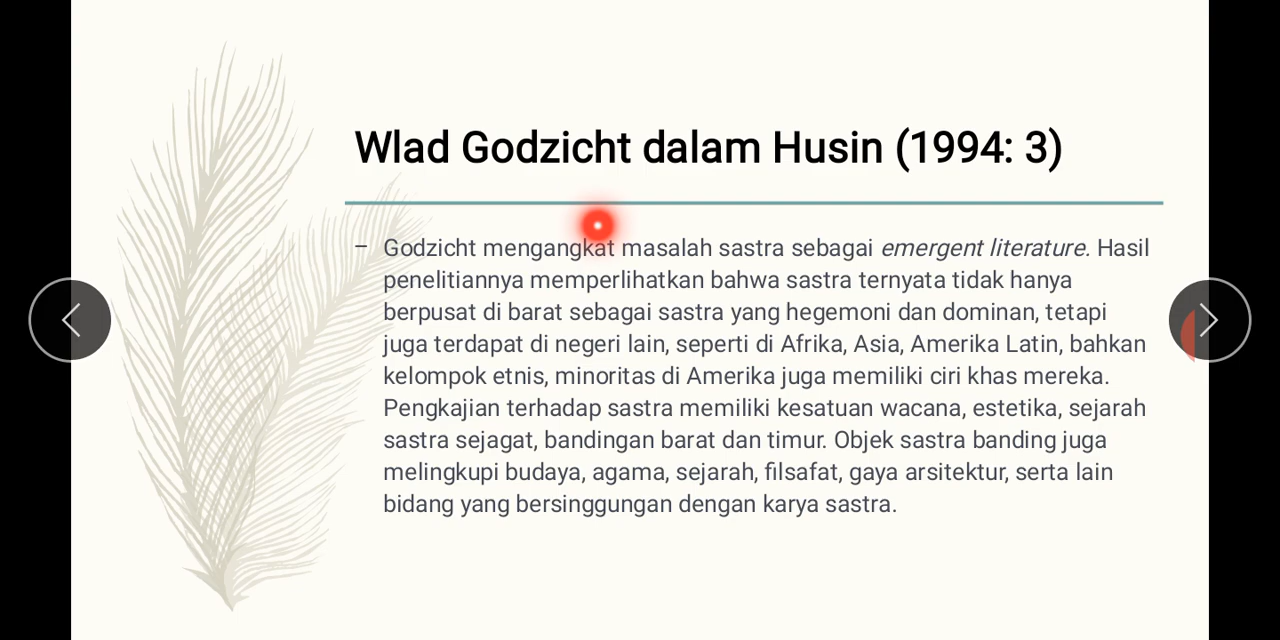 Wlad Godzicht dalam Husin (1994: 3)
– Godzicht mengangkat masalah sastra sebagai emergent literature. Hasil
penelitiannya memperlihatkan bahwa sastra ternyata tidak hanya
berpusat di barat sebagai sastra yang hegemoni dan dominan, tetapi
juga terdapat di negeri lain, seperti di Afrika, Asia, Amerika Latin, bahkan
kelompok etnis, minoritas di Amerika juga memiliki ciri khas mereka.
Pengkajian terhadap sastra memiliki kesatuan wacana, estetika, sejarah
sastra sejagat, bandingan barat dan timur. Objek sastra banding juga
melingkupi budaya, agama, sejarah, filsafat, gaya arsitektur, serta lain
bidang yang bersinggungan dengan karya sastra.